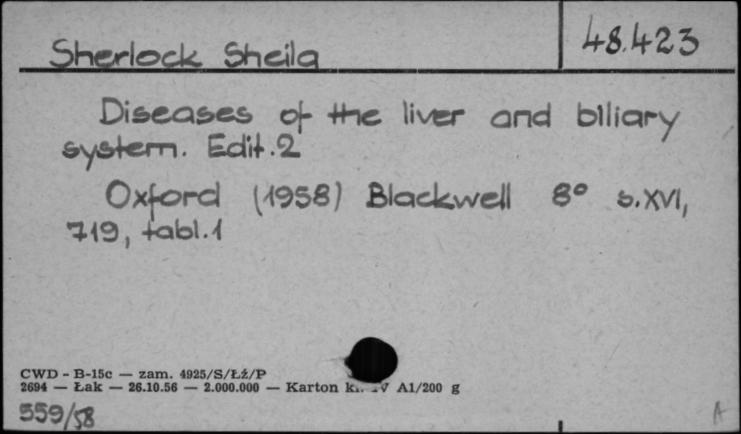 Sherlock Sheila 48.423
Diseases of the liver and biliary
system. Edit.2
Oxford (1958) Blackwell 8° s.XVI,
719, tabl.1
CWD - B-15c — zam. 4925/S/Łź/P
2694 — Łak — 26.10.56 — 2.000.000 — Karton A1/200 g
559/58 A